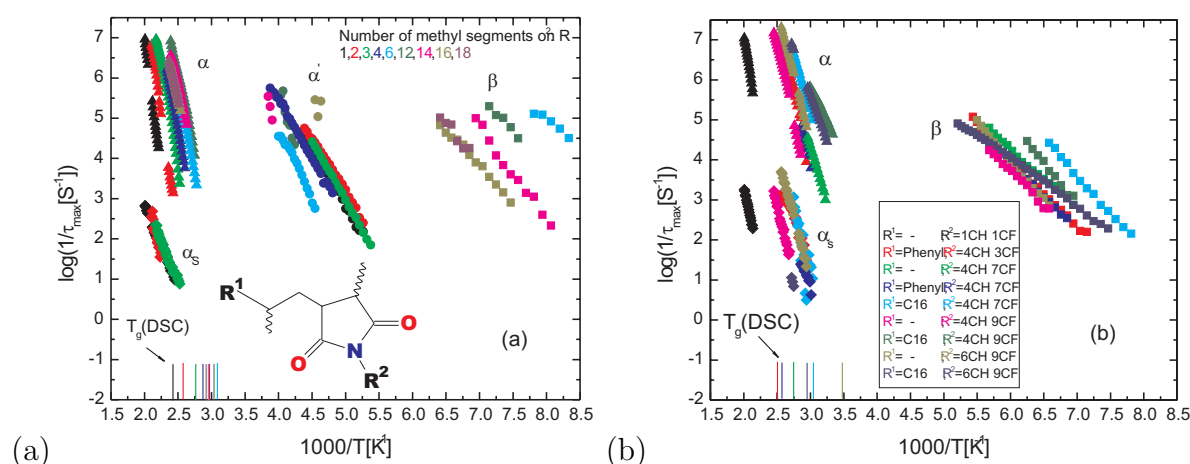 (a)
Number of methyl segments on R²
1,2,3,4,6,12,14,16,18
α
α'
β
αs
R¹
O
N
O
R²
(a)
Tg(DSC)
log(1/τmax[S⁻¹])
7
6
5
4
3
2
1
0
-1
-2
1.5 2.0 2.5 3.0 3.5 4.0 4.5 5.0 5.5 6.0 6.5 7.0 7.5 8.0 8.5
1000/T[K¹]
(b)
α
β
αs
R¹= - R²=1CH 1CF
R¹=Phenyl, R²=4CH 3CF
R¹= - R²=4CH 7CF
R¹=Phenyl, R²=4CH 7CF
R¹=C16 R²=4CH 7CF
R¹= - R²=4CH 9CF
R¹=C16 R²=4CH 9CF
R¹= - R²=6CH 9CF
R¹=C16 R²=6CH 9CF
(b)
Tg(DSC)
log(1/τmax[S⁻¹])
7
6
5
4
3
2
1
0
-1
-2
1.5 2.0 2.5 3.0 3.5 4.0 4.5 5.0 5.5 6.0 6.5 7.0 7.5 8.0 8.5
1000/T[K¹]